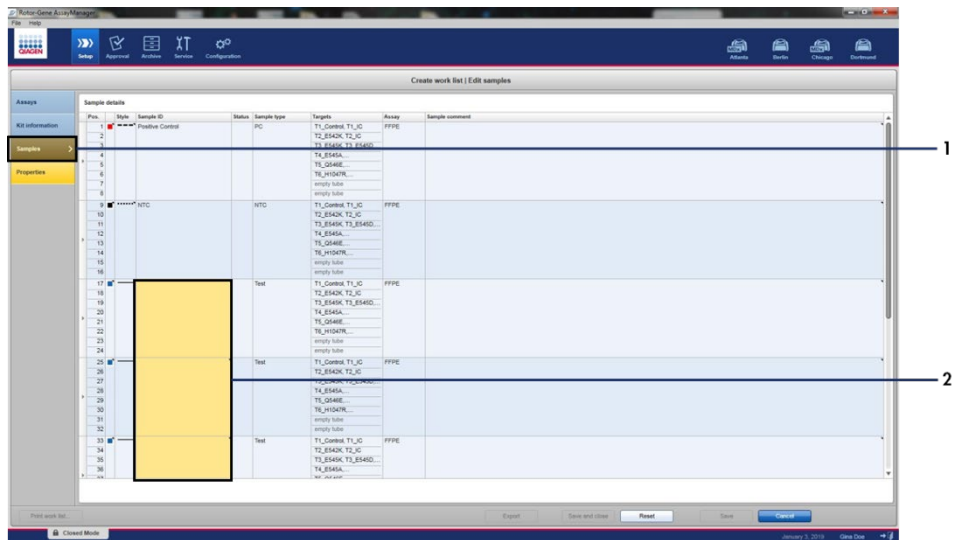 Rotor-Gene AssayManager
File Help
QIAGEN
Setup Approval Archive Service Configuration
Atlanta Berlin Chicago Dortmund
Create work list | Edit samples
Assays
Kit information
Samples
Properties
Sample details
Pos. Style Sample ID Status Sample type Targets Assay Sample comment
1 Positive Control PC T1_Control, T1_IC FFPE
2 T2_E542K, T2_IC
3 T3_E545K, T3_E545D,...
4 T4_E545A,...
5 T5_Q546E,...
6 T6_H1047R,...
7 empty tube
8 empty tube
9 NTC NTC T1_Control, T1_IC FFPE
10 T2_E542K, T2_IC
11 T3_E545K, T3_E545D,...
12 T4_E545A,...
13 T5_Q546E,...
14 T6_H1047R,...
15 empty tube
16 empty tube
17 Test T1_Control, T1_IC FFPE
18 T2_E542K, T2_IC
19 T3_E545K, T3_E545D,...
20 T4_E545A,...
21 T5_Q546E,...
22 T6_H1047R,...
23 empty tube
24 empty tube
25 Test T1_Control, T1_IC FFPE
26 T2_E542K, T2_IC
27 T3_E545K, T3_E545D,...
28 T4_E545A,...
29 T5_Q546E,...
30 T6_H1047R,...
31 empty tube
32 empty tube
33 Test T1_Control, T1_IC FFPE
34 T2_E542K, T2_IC
35 T3_E545K, T3_E545D,...
36 T4_E545A,...
1
2
Print work list...
Export Save and close Reset Save Cancel
Closed Mode
January 3, 2019 Gina Doe